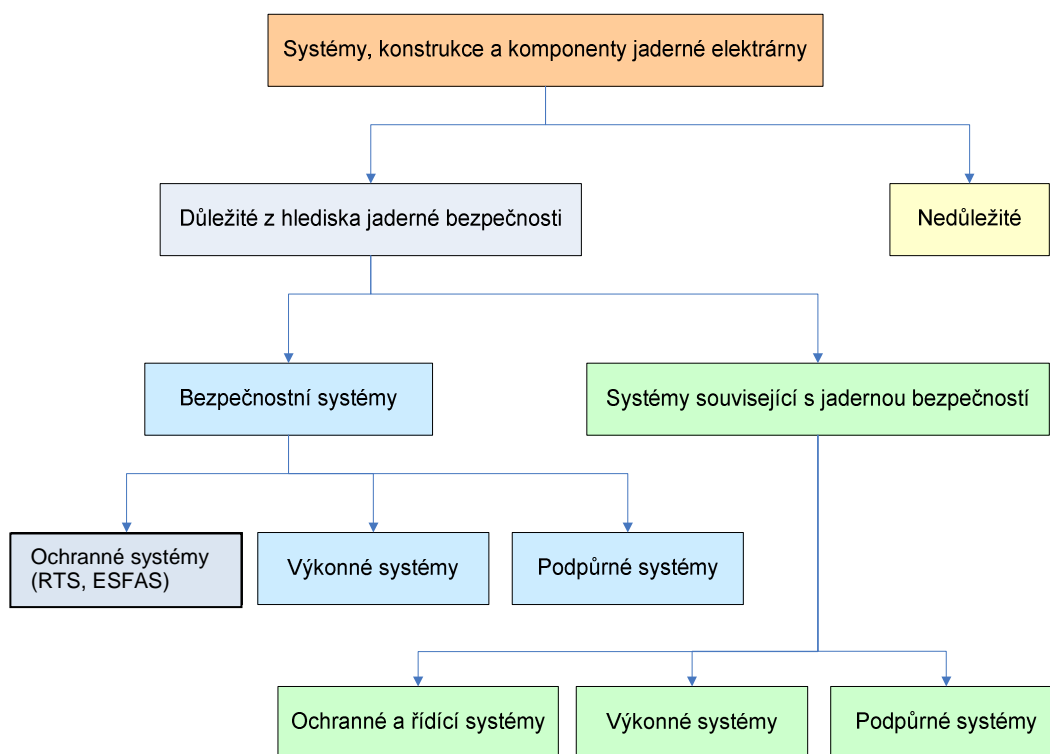 Systémy, konstrukce a komponenty jaderné elektrárny
Důležité z hlediska jaderné bezpečnosti
Nedůležité
Bezpečnostní systémy
Systémy související s jadernou bezpečností
Ochranné systémy
(RTS, ESFAS)
Výkonné systémy
Podpůrné systémy
Ochranné a řídící systémy
Výkonné systémy
Podpůrné systémy